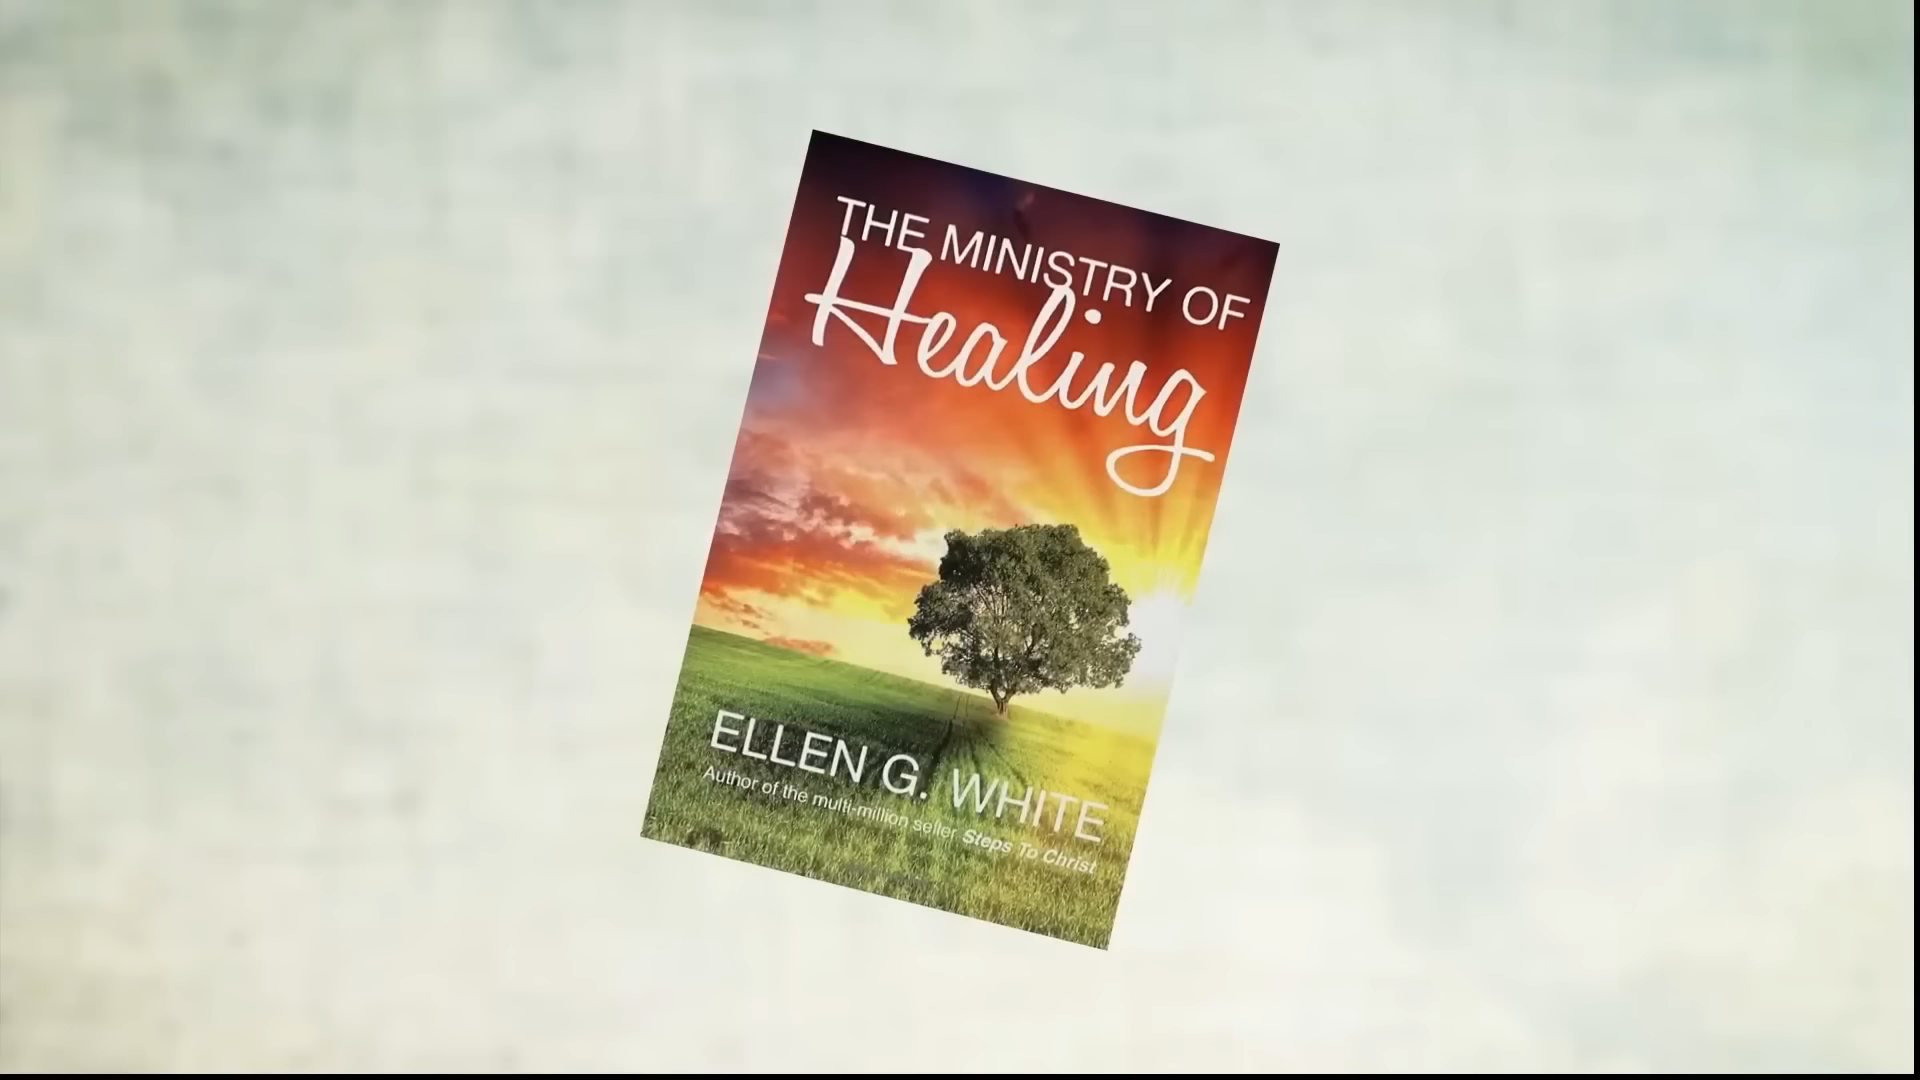 THE MINISTRY OF
Healing
ELLEN G. WHITE
Author of the multi-million seller Steps To Christ